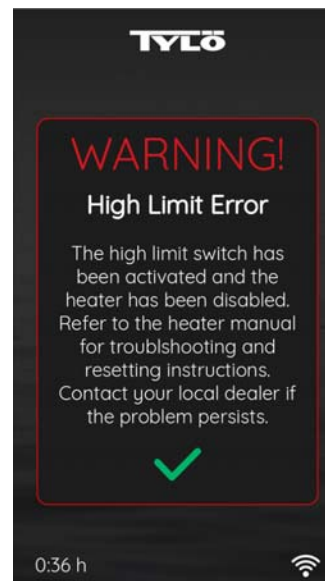 TYLÖ
WARNING!
High Limit Error
The high limit switch has
been activated and the
heater has been disabled.
Refer to the heater manual
for troublshooting and
resetting instructions.
Contact your local dealer if
the problem persists.
0:36 h